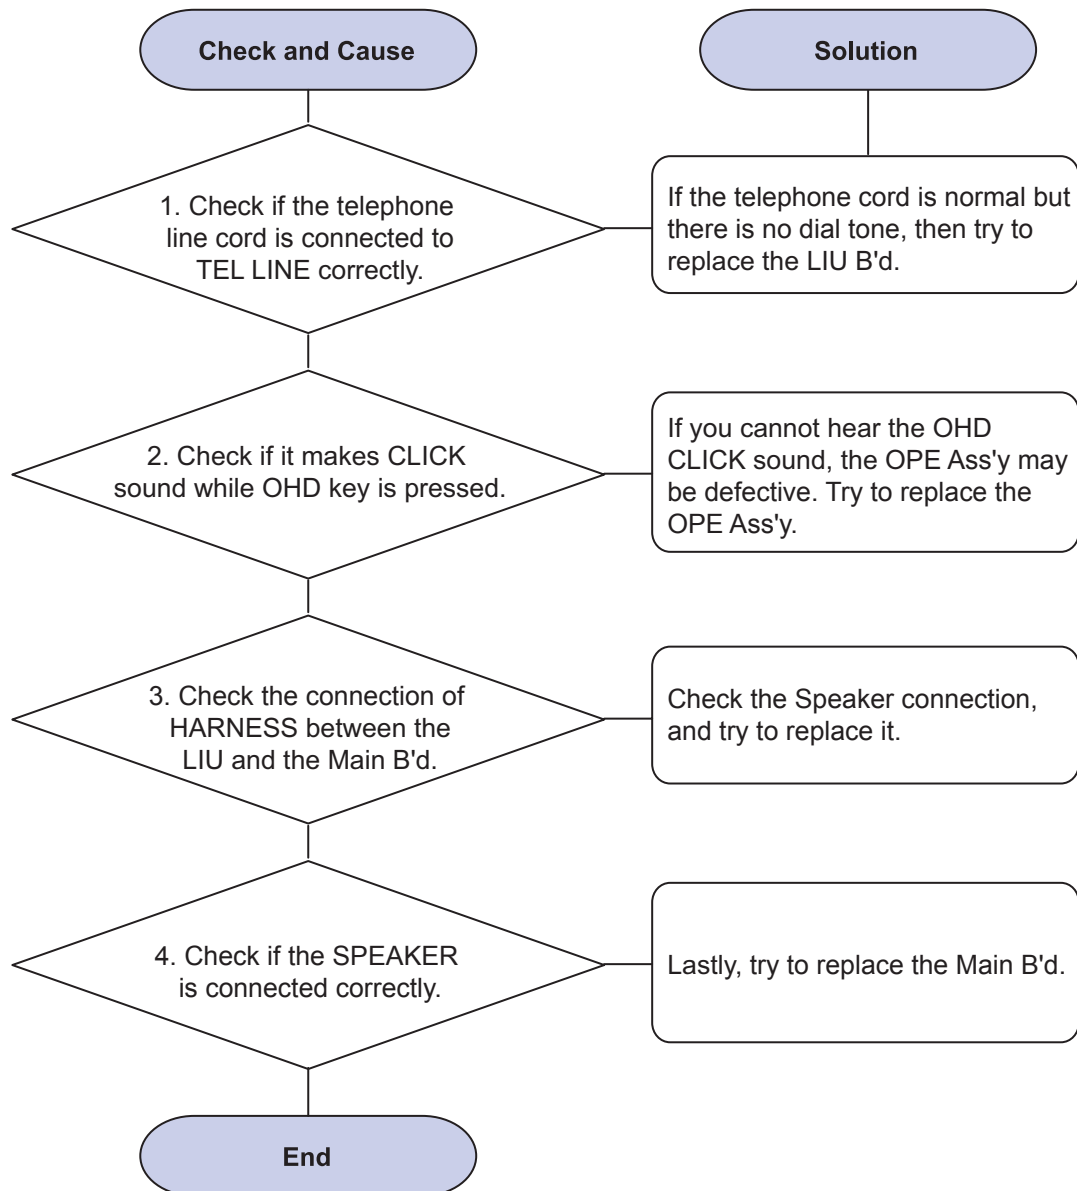 Check and Cause
Solution
1. Check if the telephone
line cord is connected to
TEL LINE correctly.
If the telephone cord is normal but
there is no dial tone, then try to
replace the LIU B'd.
2. Check if it makes CLICK
sound while OHD key is pressed.
If you cannot hear the OHD
CLICK sound, the OPE Ass'y may
be defective. Try to replace the
OPE Ass'y.
3. Check the connection of
HARNESS between the
LIU and the Main B'd.
Check the Speaker connection,
and try to replace it.
4. Check if the SPEAKER
is connected correctly.
Lastly, try to replace the Main B'd.
End